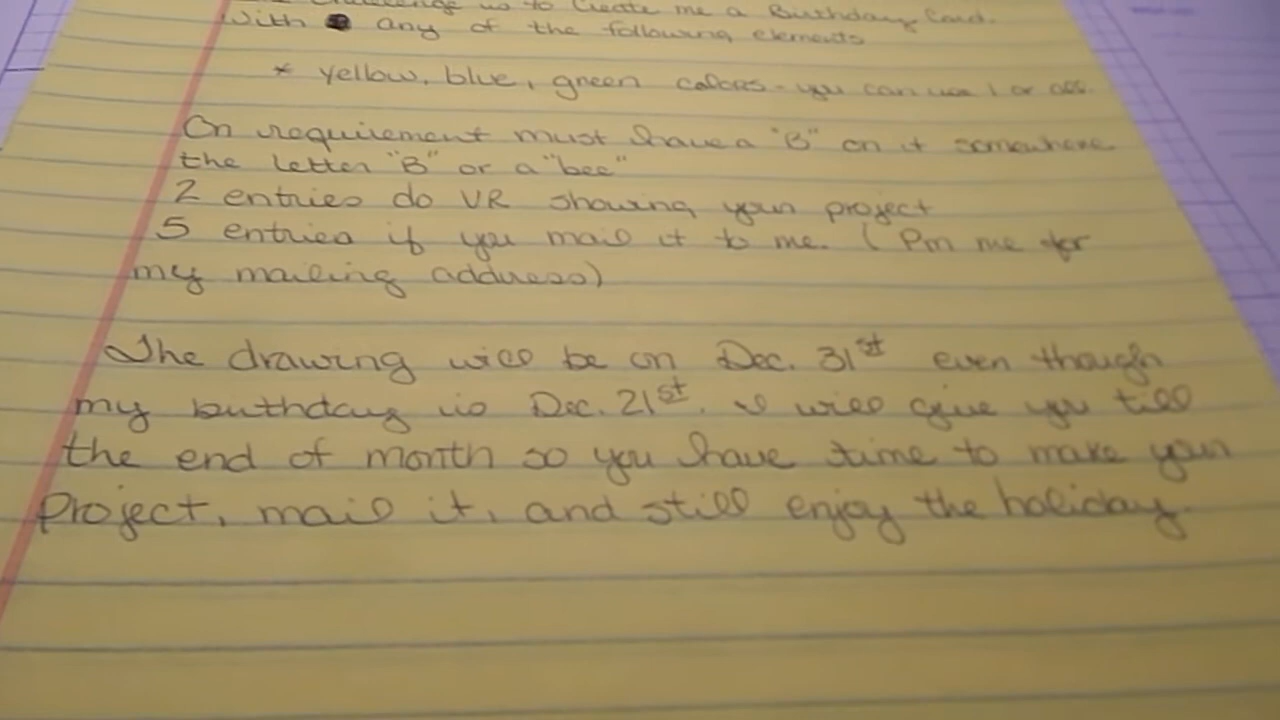 Challenge is to Create me a Birthday Card.
With any of the following elements
* yellow, blue, green colors - you can use 1 or all.
On requirement must have a "B" on it somewhere
the letter "B" or a "bee"
2 entries do VR showing your project
5 entries if you mail it to me. (Pm me for
my mailing address)
The drawing will be on Dec. 31st even though
my birthday is Dec. 21st. I will give you till
the end of month so you have time to make your
Project, mail it, and still enjoy the holiday.